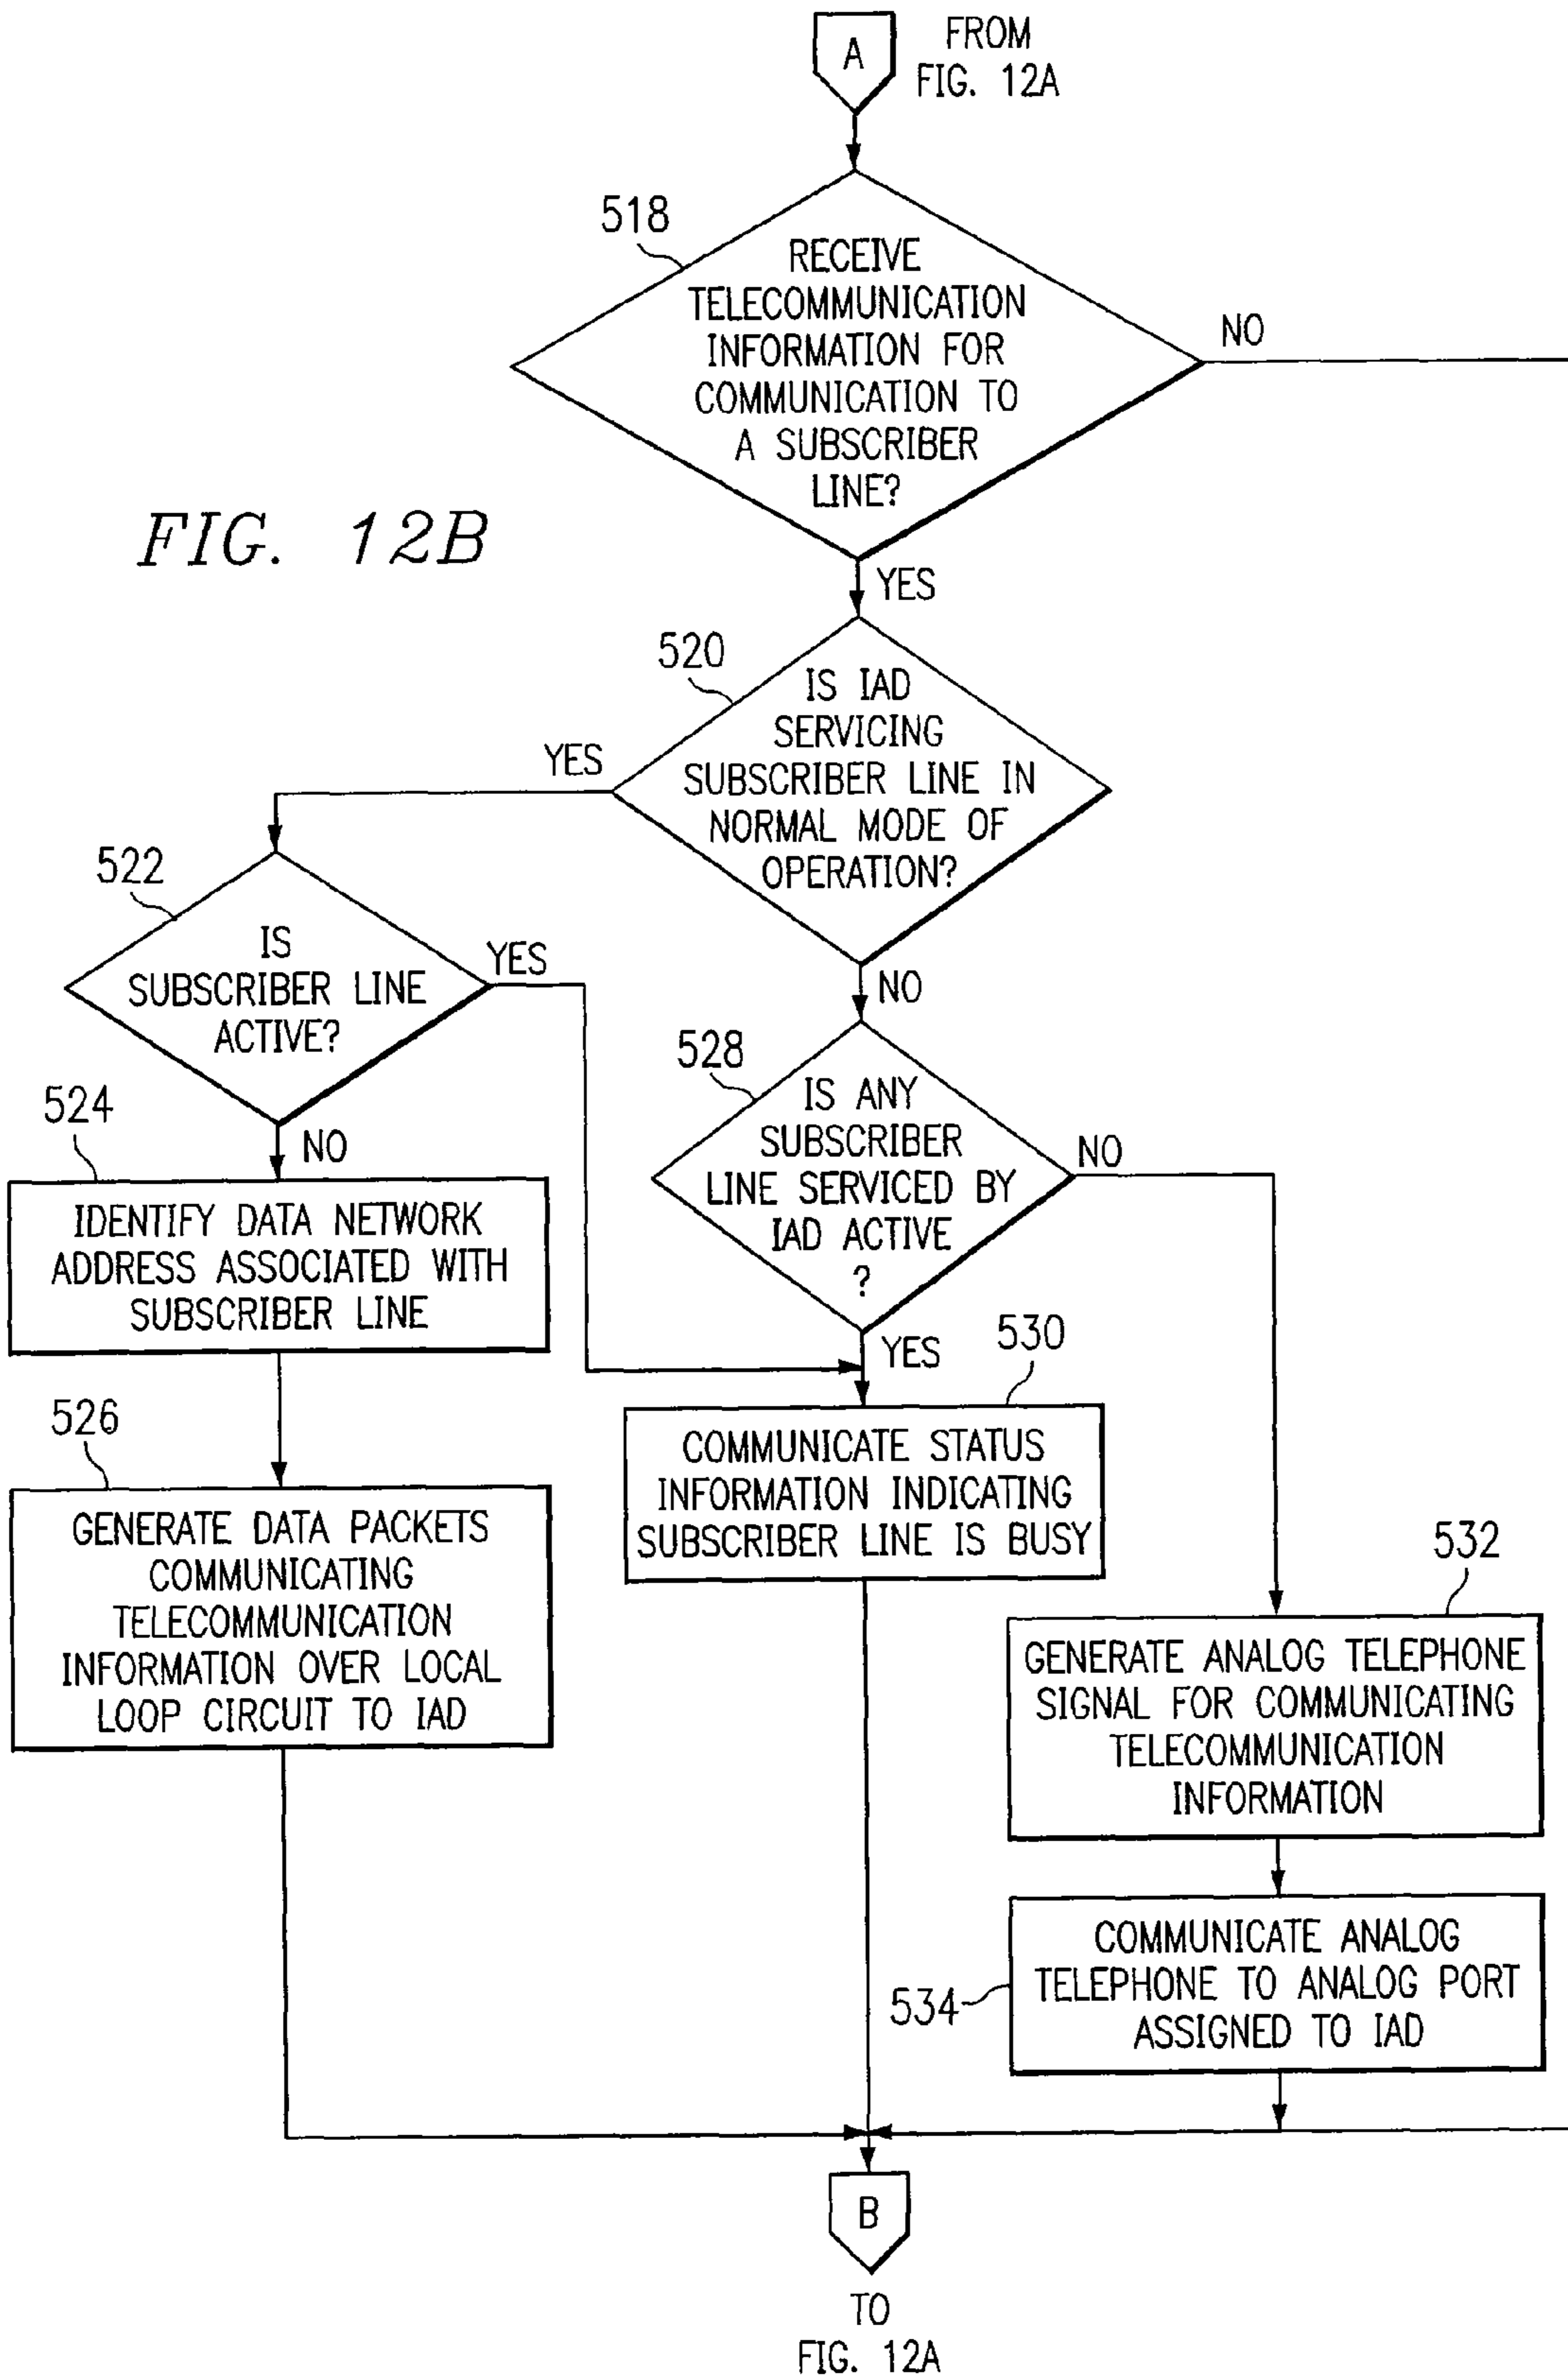 A
FROM
FIG. 12A
518
RECEIVE
TELECOMMUNICATION
INFORMATION FOR
COMMUNICATION TO
A SUBSCRIBER
LINE?
NO
FIG. 12B
YES
520
IS IAD
SERVICING
SUBSCRIBER LINE IN
NORMAL MODE OF
OPERATION?
YES
NO
522
IS
SUBSCRIBER LINE
ACTIVE?
YES
NO
524
IDENTIFY DATA NETWORK
ADDRESS ASSOCIATED WITH
SUBSCRIBER LINE
526
GENERATE DATA PACKETS
COMMUNICATING
TELECOMMUNICATION
INFORMATION OVER LOCAL
LOOP CIRCUIT TO IAD
528
IS ANY
SUBSCRIBER
LINE SERVICED BY
IAD ACTIVE
?
NO
YES
530
COMMUNICATE STATUS
INFORMATION INDICATING
SUBSCRIBER LINE IS BUSY
532
GENERATE ANALOG TELEPHONE
SIGNAL FOR COMMUNICATING
TELECOMMUNICATION
INFORMATION
534
COMMUNICATE ANALOG
TELEPHONE TO ANALOG PORT
ASSIGNED TO IAD
B
TO
FIG. 12A